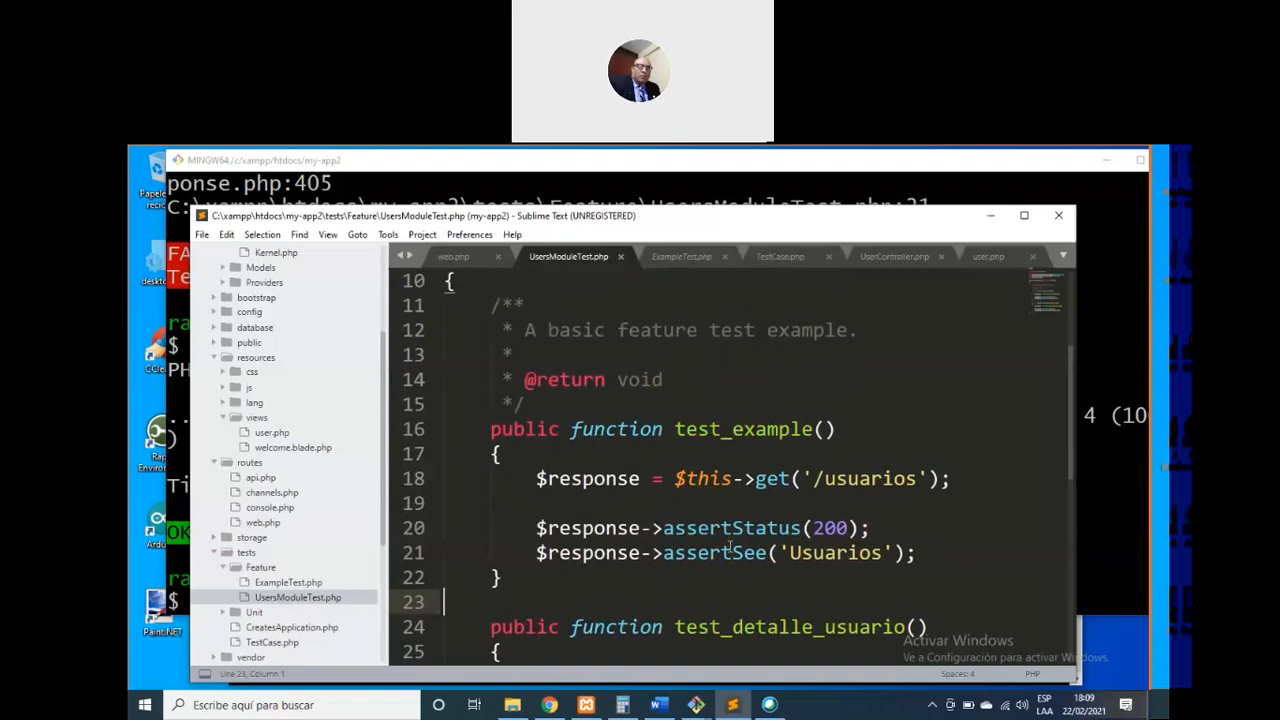 MINGW64:/c/xampp/htdocs/my-app2
ponse.php:405
C:\xampp\htdocs\my-app2\tests\Feature\UsersModuleTest.php (my-app2) - Sublime Text (UNREGISTERED)
File Edit Selection Find View Goto Tools Project Preferences Help
web.php UsersModuleTest.php ExampleTest.php TestCase.php UserController.php user.php
Kernel.php
Models
Providers
bootstrap
config
database
public
resources
css
js
lang
views
user.php
welcome.blade.php
routes
api.php
channels.php
console.php
web.php
storage
tests
Feature
ExampleTest.php
UsersModuleTest.php
Unit
CreatesApplication.php
TestCase.php
vendor
10 {
11 /**
12 * A basic feature test example.
13 *
14 * @return void
15 */
16 public function test_example()
17 {
18 $response = $this->get('/usuarios');
19
20 $response->assertStatus(200);
21 $response->assertSee('Usuarios');
22 }
23
24 public function test_detalle_usuario()
25 {
Line 23, Column 1
Spaces: 4
PHP
4 (10
OK
$
$
Activar Windows
Ve a Configuración para activar Windows.
Paint.NET
Escribe aquí para buscar
ESP
LAA
18:09
22/02/2021